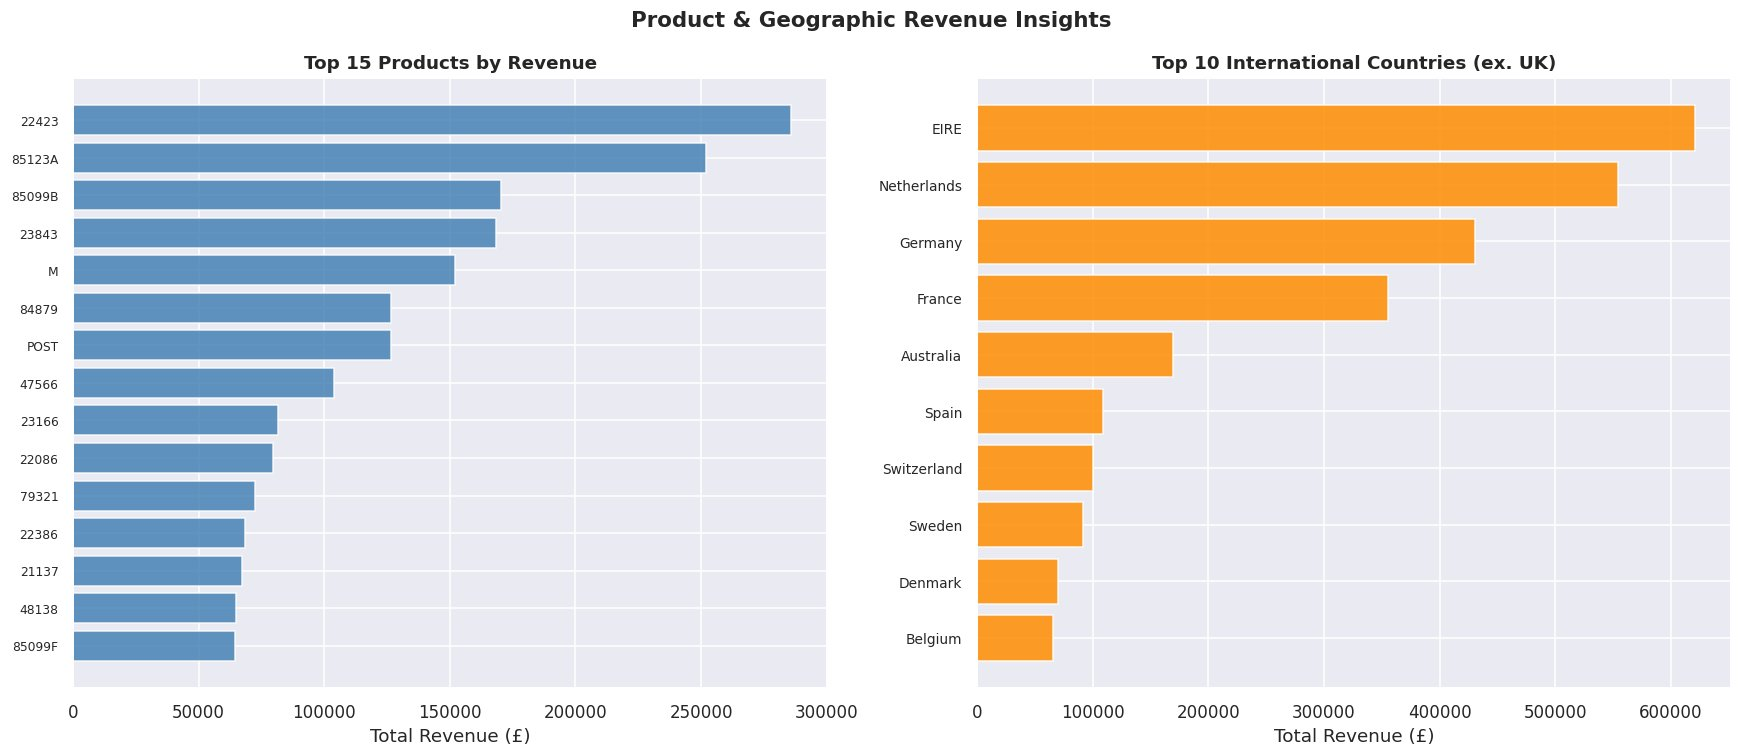 Product & Geographic Revenue Insights
Top 15 Products by Revenue
22423
85123A
85099B
23843
M
84879
POST
47566
23166
22086
79321
22386
21137
48138
85099F
0 50000 100000 150000 200000 250000 300000
Total Revenue (£)
Top 10 International Countries (ex. UK)
EIRE
Netherlands
Germany
France
Australia
Spain
Switzerland
Sweden
Denmark
Belgium
0 100000 200000 300000 400000 500000 600000
Total Revenue (£)